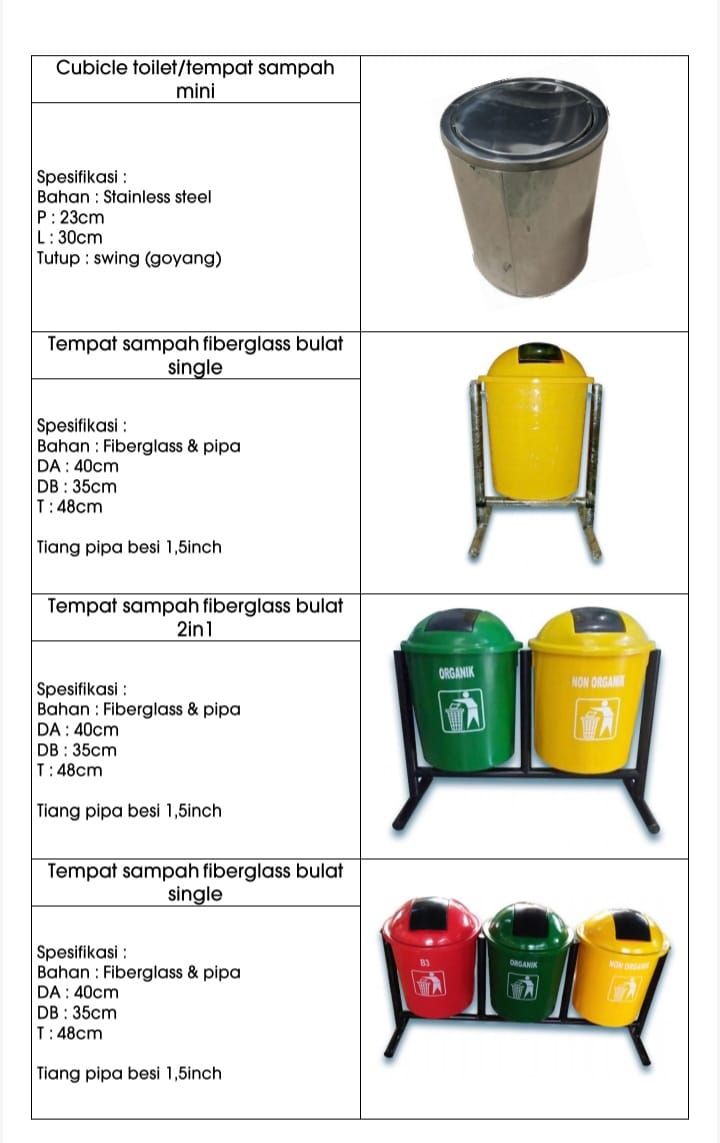 Cubicle toilet/tempat sampah
mini
Spesifikasi :
Bahan : Stainless steel
P : 23cm
L : 30cm
Tutup : swing (goyang)
Tempat sampah fiberglass bulat
single
Spesifikasi :
Bahan : Fiberglass & pipa
DA : 40cm
DB : 35cm
T : 48cm
Tiang pipa besi 1,5inch
Tempat sampah fiberglass bulat
2in1
Spesifikasi :
Bahan : Fiberglass & pipa
DA : 40cm
DB : 35cm
T : 48cm
Tiang pipa besi 1,5inch
ORGANIK
NON ORGANIK
Tempat sampah fiberglass bulat
single
Spesifikasi :
Bahan : Fiberglass & pipa
DA : 40cm
DB : 35cm
T : 48cm
Tiang pipa besi 1,5inch
B3
ORGANIK
NON ORGANIK